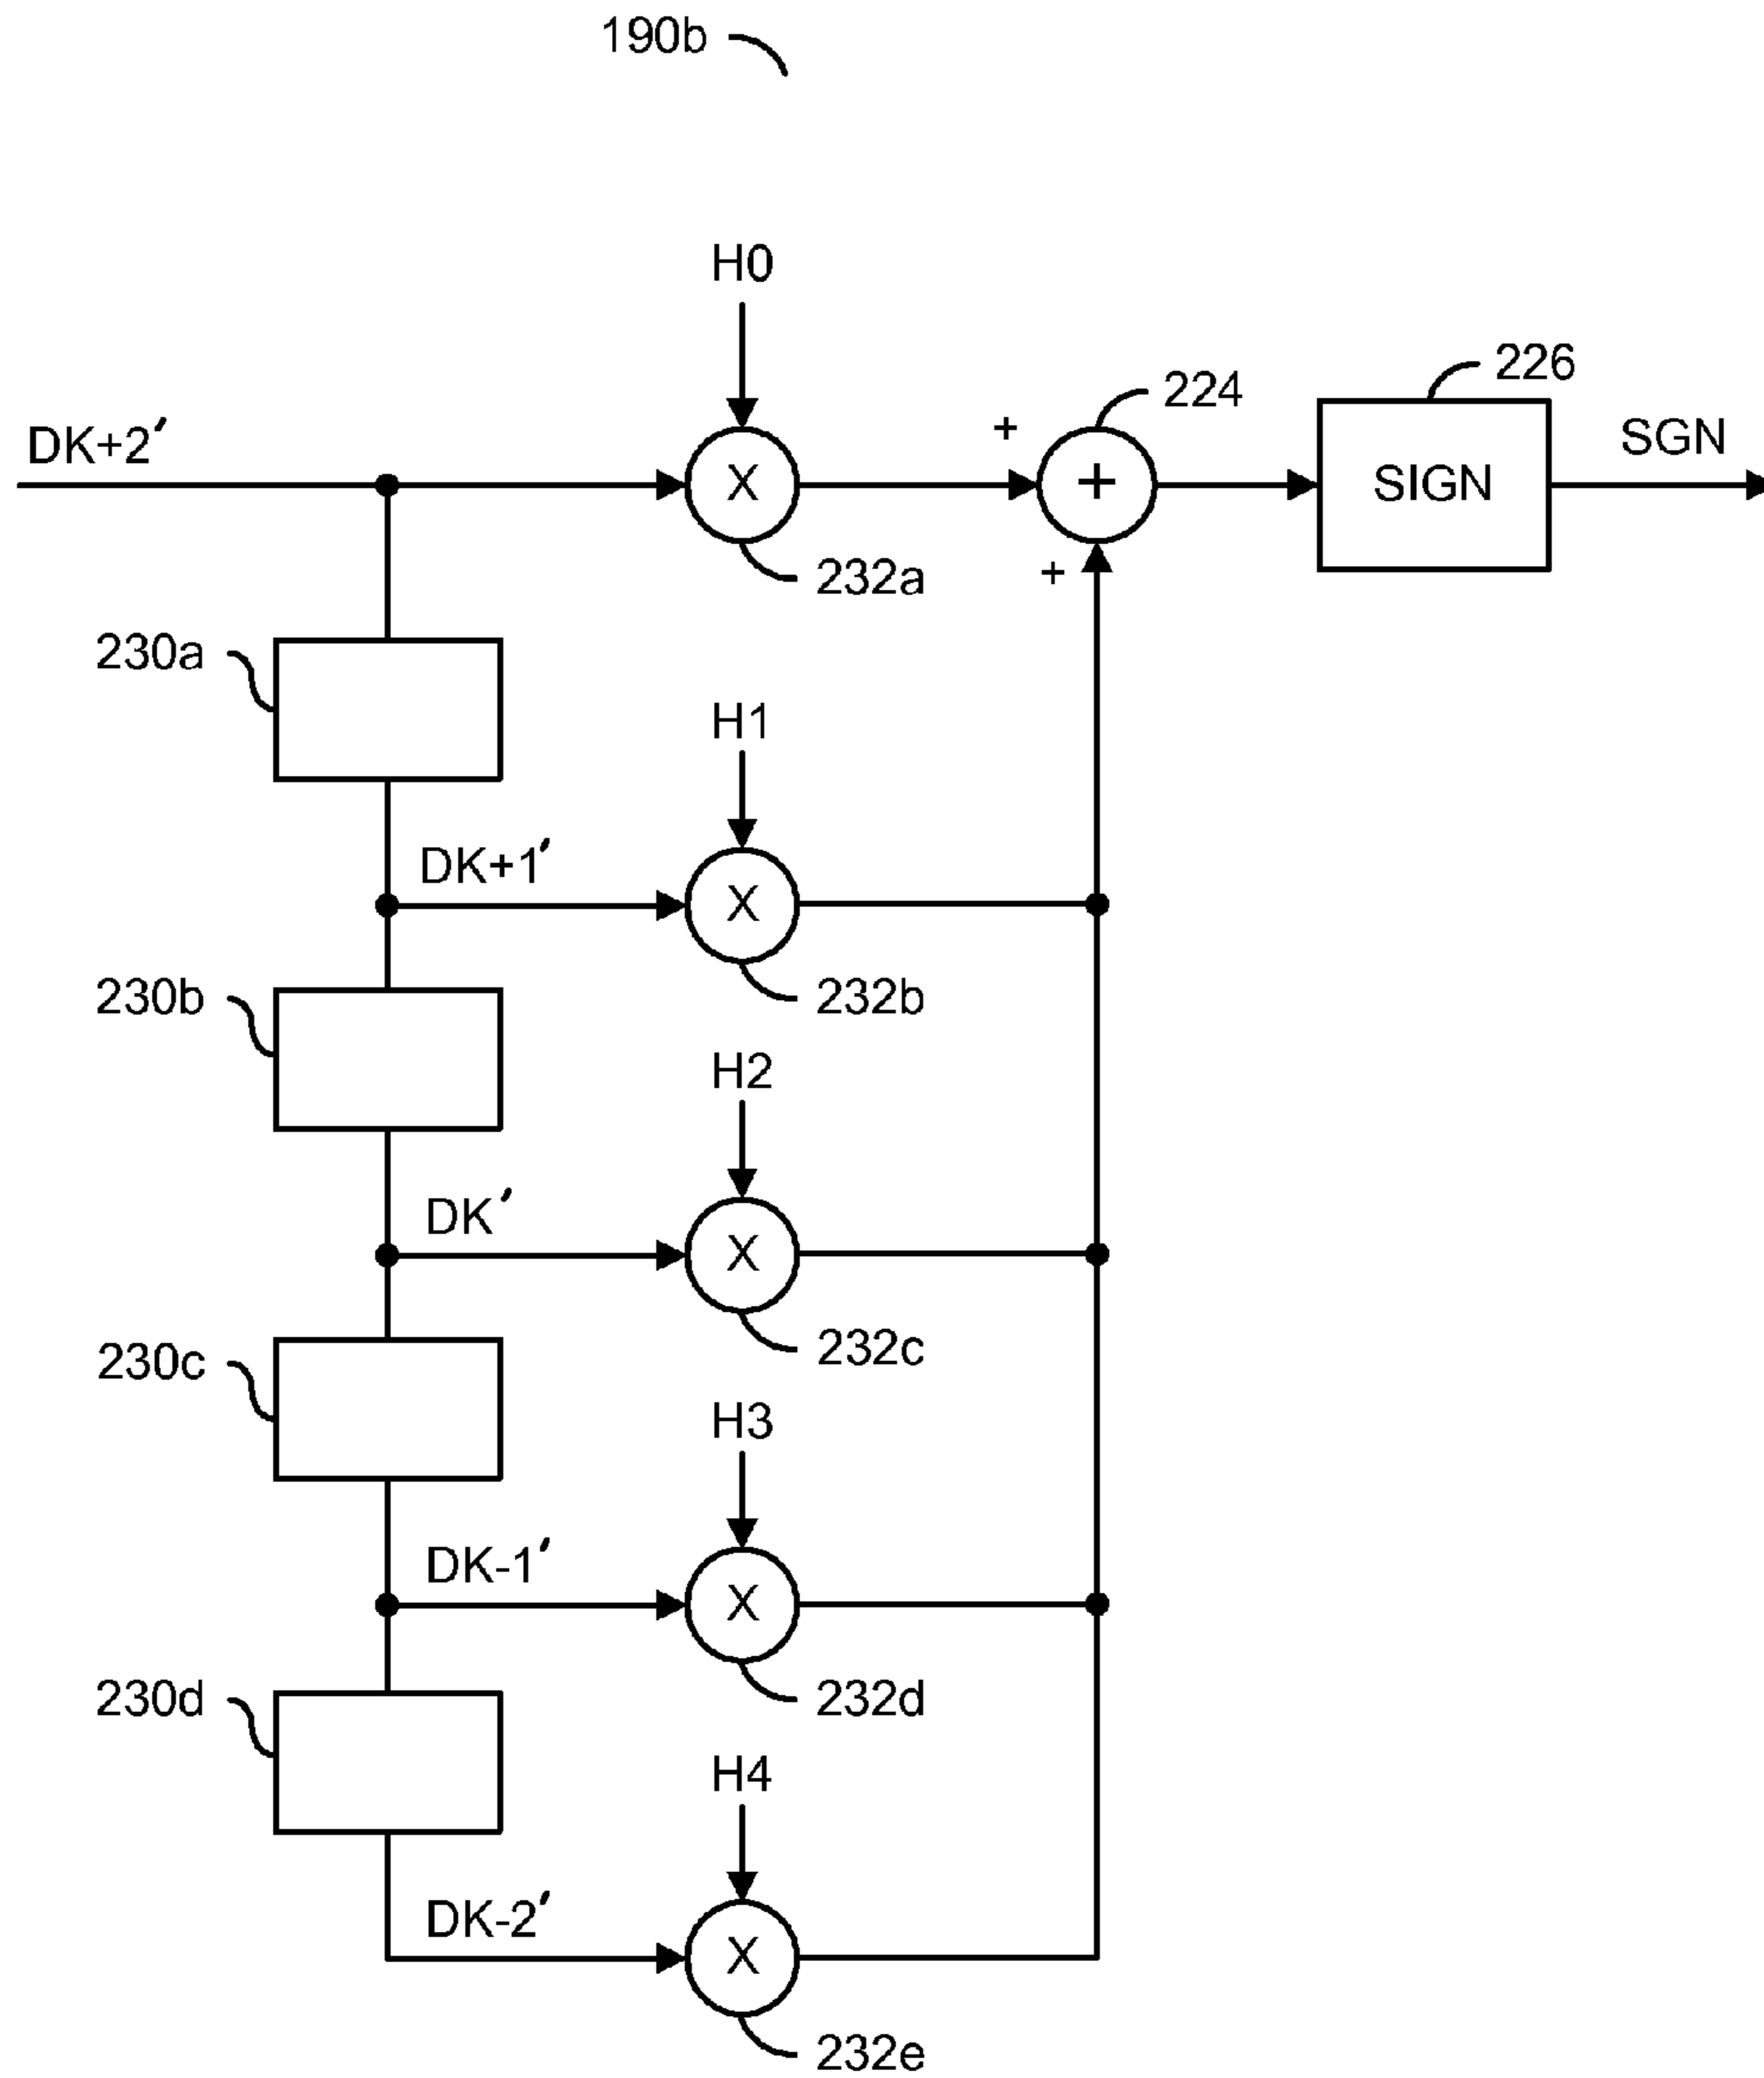 190b
H0
DK+2′
X
+
224
+
226
SIGN
SGN
232a
+
230a
H1
DK+1′
X
232b
230b
H2
DK′
X
232c
230c
H3
DK-1′
X
232d
230d
H4
DK-2′
X
232e